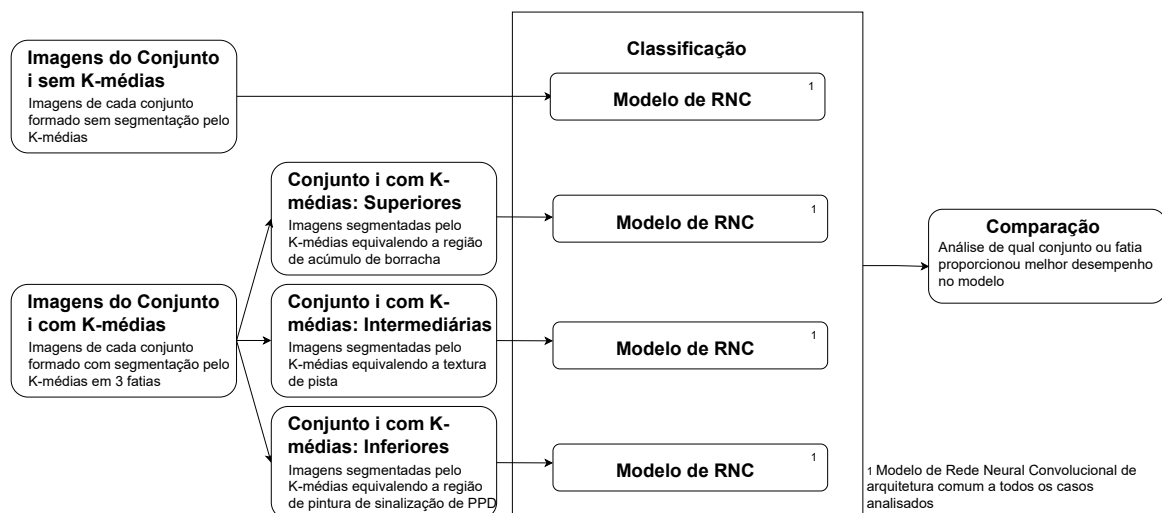 Classificação
Imagens do Conjunto
i sem K-médias
Imagens de cada conjunto
formado sem segmentação pelo
K-médias
Modelo de RNC 1
Conjunto i com K-
médias: Superiores
Imagens segmentadas pelo
K-médias equivalendo a região
de acúmulo de borracha
Modelo de RNC 1
Imagens do Conjunto
i com K-médias
Imagens de cada conjunto
formado com segmentação pelo
K-médias em 3 fatias
Conjunto i com K-
médias: Intermediárias
Imagens segmentadas pelo
K-médias equivalendo a textura
de pista
Modelo de RNC 1
Conjunto i com K-
médias: Inferiores
Imagens segmentadas pelo
K-médias equivalendo a região
de pintura de sinalização de PPD
Modelo de RNC 1
Comparação
Análise de qual conjunto ou fatia
proporcionou melhor desempenho
no modelo
1 Modelo de Rede Neural Convolucional de
arquitetura comum a todos os casos
analisados